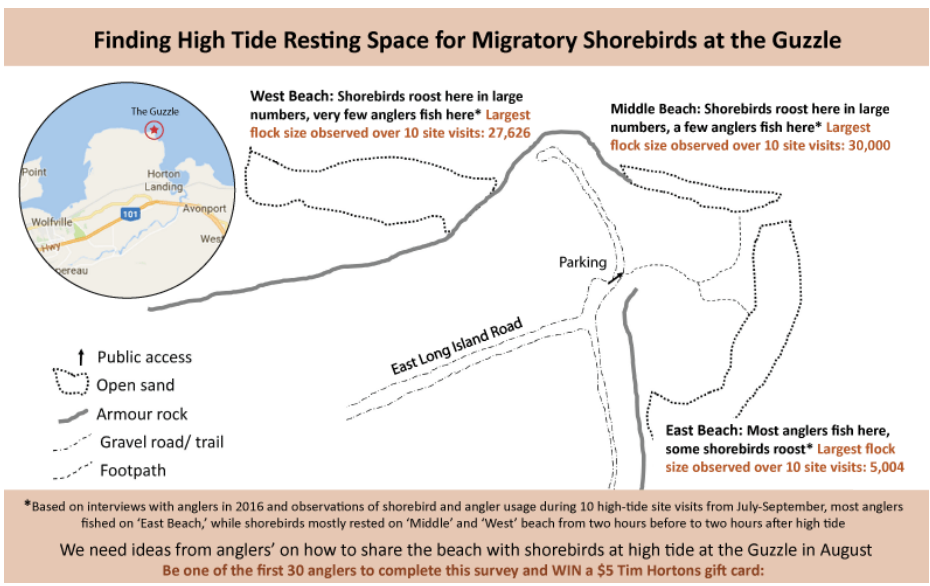 Finding High Tide Resting Space for Migratory Shorebirds at the Guzzle
The Guzzle
Point
Horton
Landing
Wolfville
101
Avonport
Hwy
West
pereau
West Beach: Shorebirds roost here in large
numbers, very few anglers fish here* Largest
flock size observed over 10 site visits: 27,626
Middle Beach: Shorebirds roost here in large
numbers, a few anglers fish here* Largest
flock size observed over 10 site visits: 30,000
Parking
East Long Island Road
Public access
Open sand
Armour rock
Gravel road/ trail
Footpath
East Beach: Most anglers fish here,
some shorebirds roost* Largest flock
size observed over 10 site visits: 5,004
*Based on interviews with anglers in 2016 and observations of shorebird and angler usage during 10 high-tide site visits from July-September, most anglers
fished on ‘East Beach,’ while shorebirds mostly rested on ‘Middle’ and ‘West’ beach from two hours before to two hours after high tide
We need ideas from anglers’ on how to share the beach with shorebirds at high tide at the Guzzle in August
Be one of the first 30 anglers to complete this survey and WIN a $5 Tim Hortons gift card: